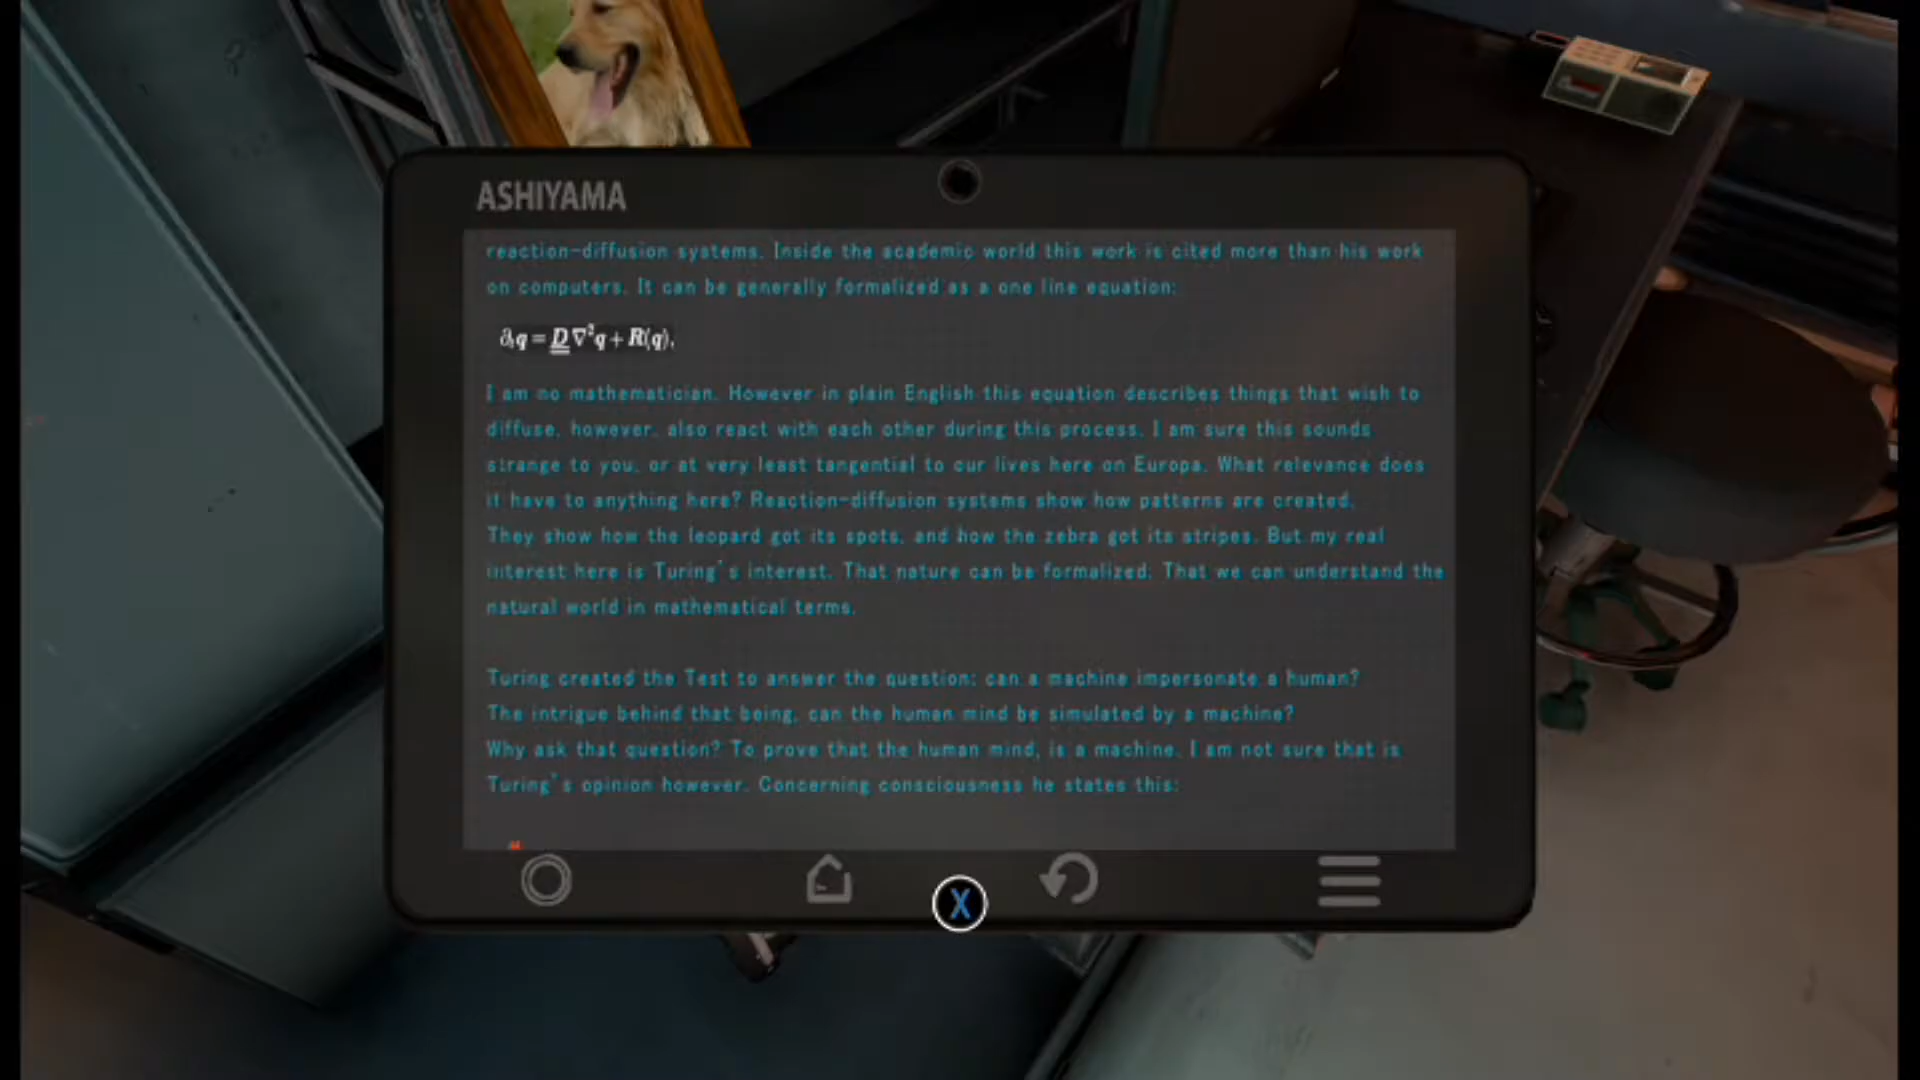 ASHIYAMA
reaction-diffusion systems. Inside the academic world this work is cited more than his work
on computers. It can be generally formalized as a one line equation:
∂ₜq = D ∇²q + R(q),
I am no mathematician. However in plain English this equation describes things that wish to
diffuse, however, also react with each other during this process. I am sure this sounds
strange to you, or at very least tangential to our lives here on Europa. What relevance does
it have to anything here? Reaction-diffusion systems show how patterns are created.
They show how the leopard got its spots, and how the zebra got its stripes. But my real
interest here is Turing's interest. That nature can be formalized. That we can understand the
natural world in mathematical terms.
Turing created the Test to answer the question: can a machine impersonate a human?
The intrigue behind that being, can the human mind be simulated by a machine?
Why ask that question? To prove that the human mind, is a machine. I am not sure that is
Turing's opinion however. Concerning consciousness he states this:
X